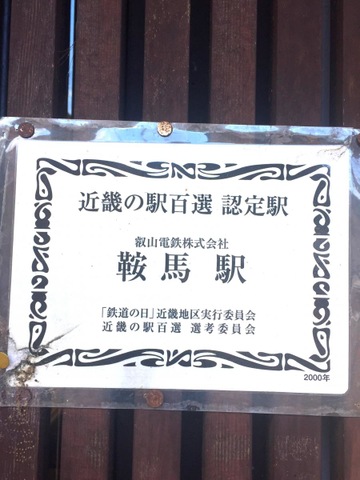 近畿の駅百選 認定駅
叡山電鉄株式会社
鞍馬駅
「鉄道の日」近畿地区実行委員会
近畿の駅百選 選考委員会
2000年